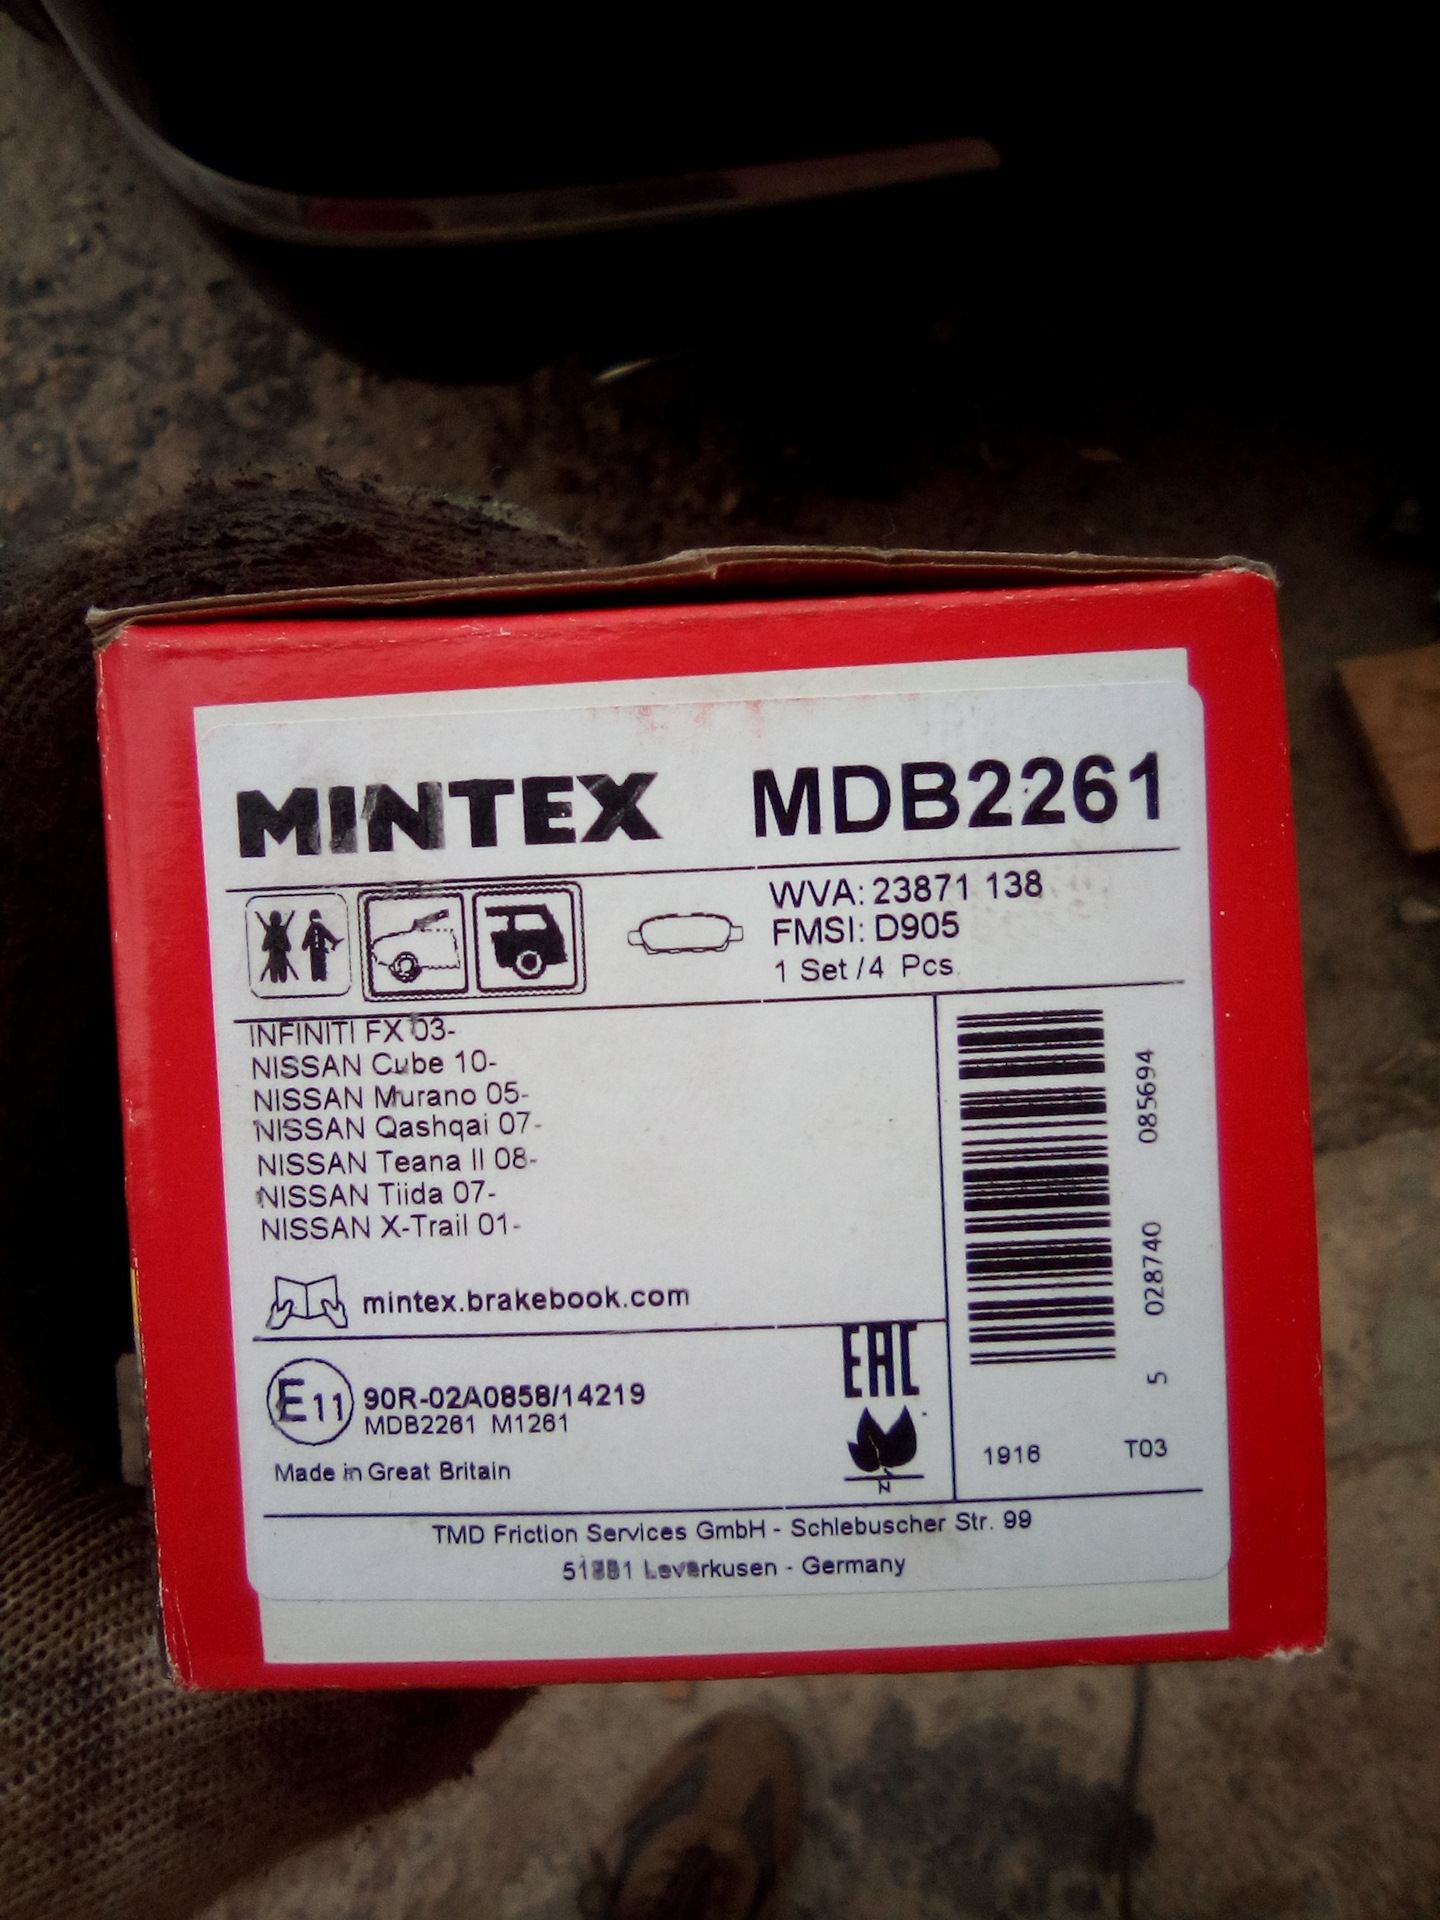 MINTEX MDB2261
WVA: 23871 138
FMSI: D905
1 Set /4 Pcs.
INFINITI FX 03-
NISSAN Cube 10-
NISSAN Murano 05-
NISSAN Qashqai 07-
NISSAN Teana II 08-
NISSAN Tiida 07-
NISSAN X-Trail 01-
mintex.brakebook.com
E11 90R-02A0858/14219
MDB2261 M1261
Made in Great Britain
EAC
N
5 028740 085694
1916 T03
TMD Friction Services GmbH - Schlebuscher Str. 99
Leverkusen - Germany